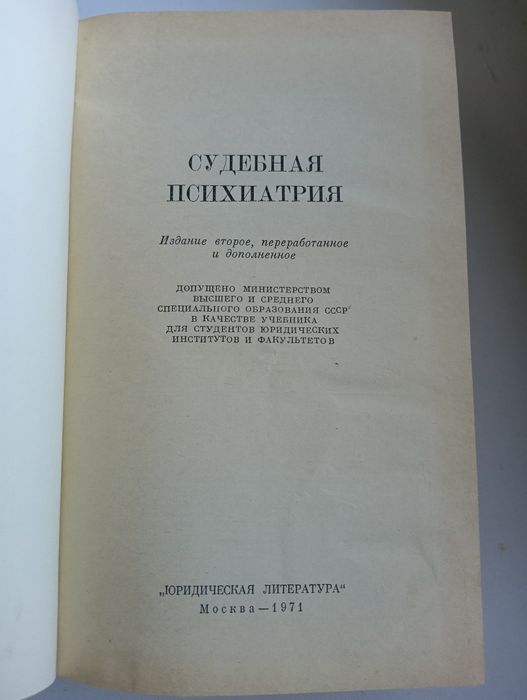 СУДЕБНАЯ
ПСИХИАТРИЯ
Издание второе, переработанное
и дополненное
ДОПУЩЕНО МИНИСТЕРСТВОМ
ВЫСШЕГО И СРЕДНЕГО
СПЕЦИАЛЬНОГО ОБРАЗОВАНИЯ СССР
В КАЧЕСТВЕ УЧЕБНИКА
ДЛЯ СТУДЕНТОВ ЮРИДИЧЕСКИХ
ИНСТИТУТОВ И ФАКУЛЬТЕТОВ
„ЮРИДИЧЕСКАЯ ЛИТЕРАТУРА“
Москва—1971